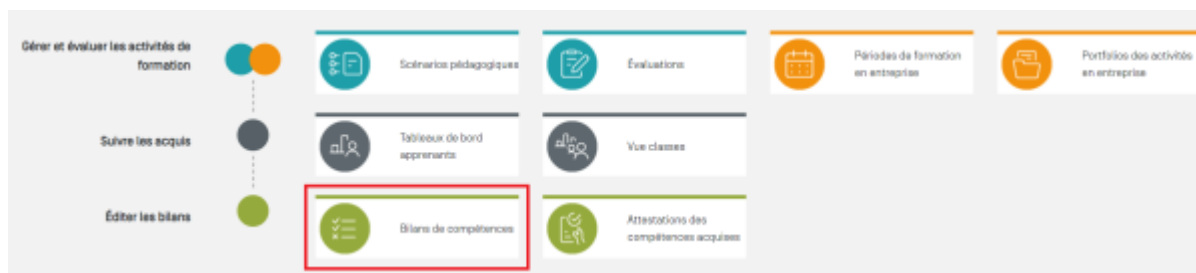 Gérer et évaluer les activités de
formation
Scénarios pédagogiques
Évaluations
Périodes de formation
en entreprise
Portfolios des activités
en entreprise
Suivre les acquis
Tableaux de bord
apprenants
Vue classes
Éditer les bilans
Bilans de compétences
Attestations des
compétences acquises